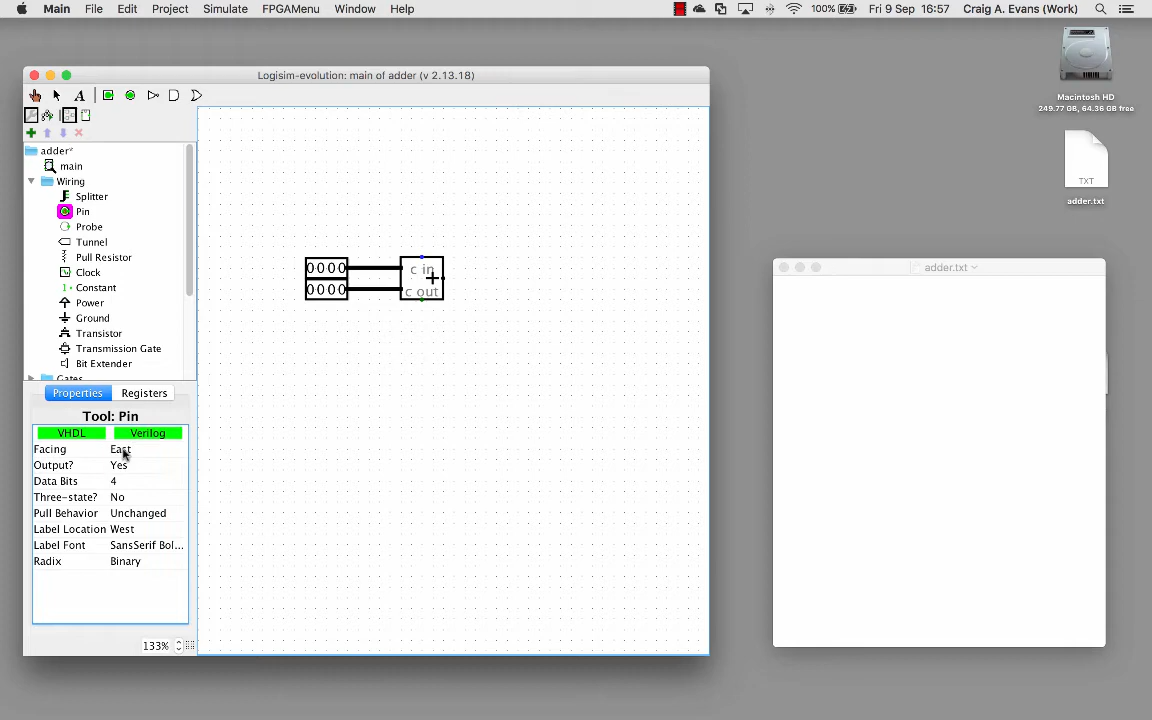 Main File Edit Project Simulate FPGAMenu Window Help 100% Fri 9 Sep 16:57 Craig A. Evans (Work)
Logisim-evolution: main of adder (v 2.13.18)
A
adder*
main
Wiring
Splitter
Pin
Probe
Tunnel
Pull Resistor
Clock
Constant
Power
Ground
Transistor
Transmission Gate
Bit Extender
Gates
Properties Registers
Tool: Pin
VHDL Verilog
Facing East
Output? Yes
Data Bits 4
Three-state? No
Pull Behavior Unchanged
Label Location West
Label Font SansSerif Bol...
Radix Binary
133%
0000
0000
c in
c out
Macintosh HD
249.77 GB, 64.36 GB free
TXT
adder.txt
adder.txt